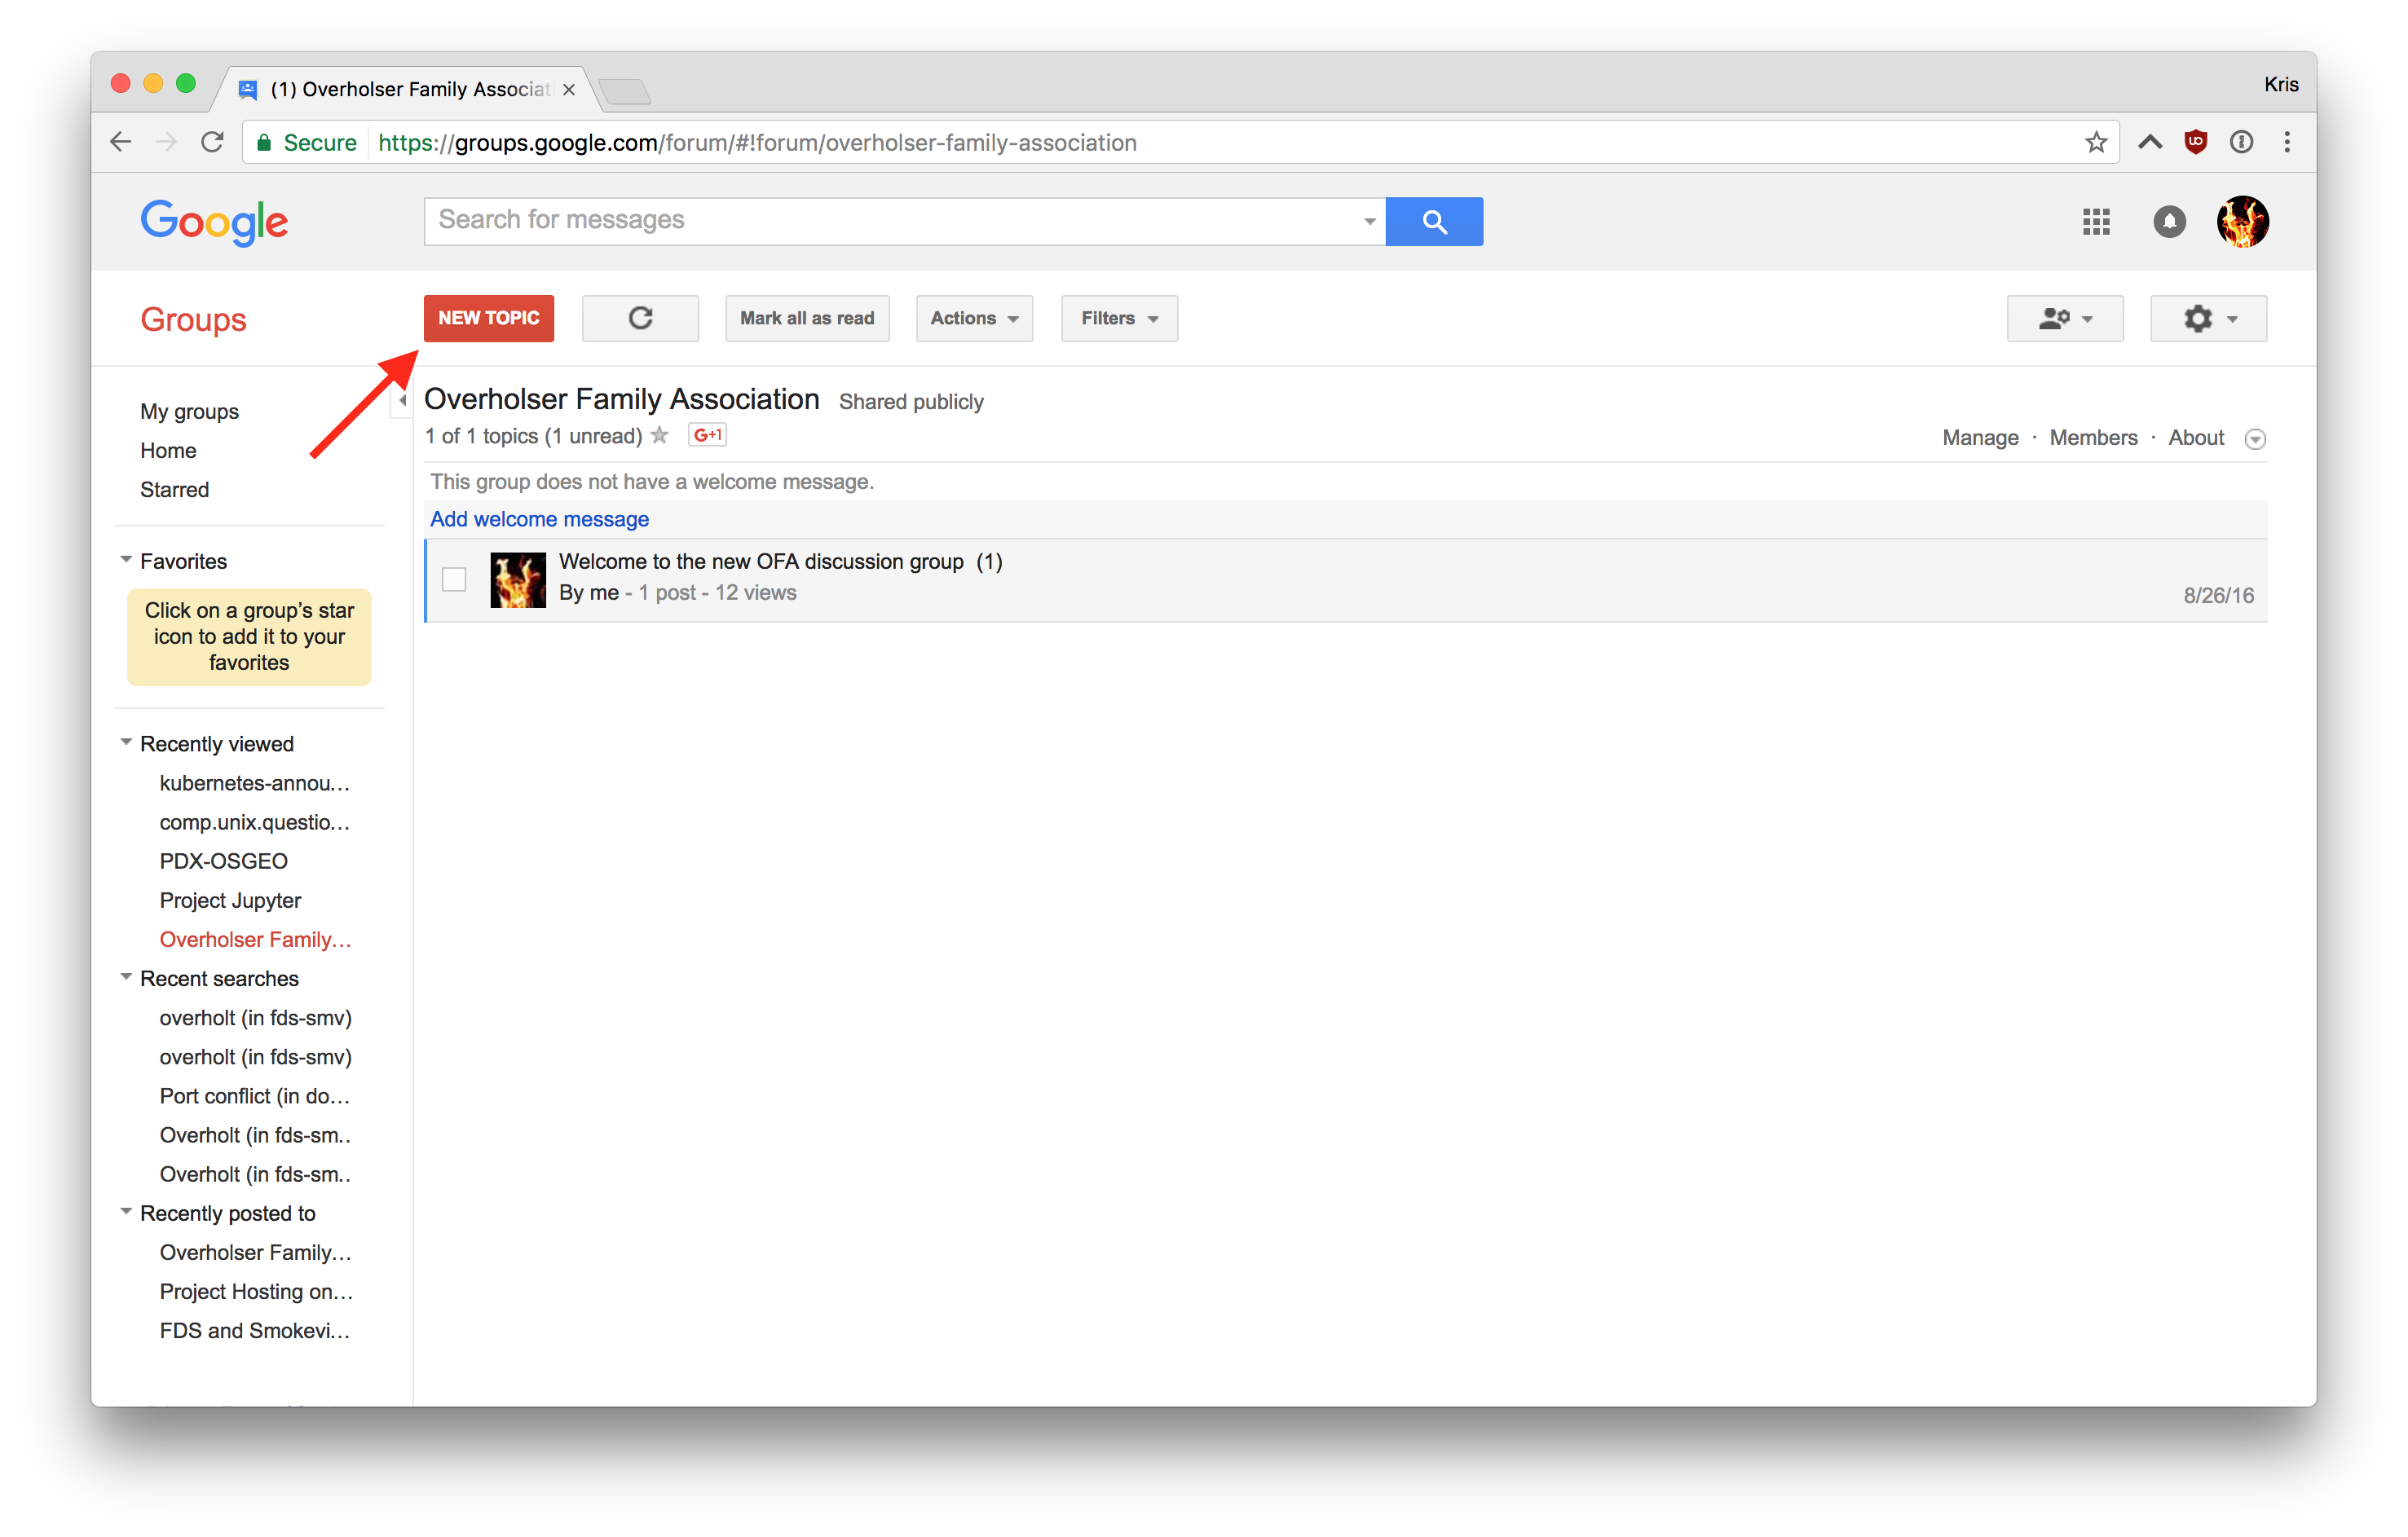 (1) Overholser Family Associat
Kris
Secure https://groups.google.com/forum/#!forum/overholser-family-association
Google
Search for messages
Groups
NEW TOPIC
Mark all as read
Actions
Filters
My groups
Home
Starred
Favorites
Click on a group's star
icon to add it to your
favorites
Recently viewed
kubernetes-annou...
comp.unix.questio...
PDX-OSGEO
Project Jupyter
Overholser Family...
Recent searches
overholt (in fds-smv)
overholt (in fds-smv)
Port conflict (in do...
Overholt (in fds-sm..
Overholt (in fds-sm..
Recently posted to
Overholser Family...
Project Hosting on...
FDS and Smokevi...
Overholser Family Association Shared publicly
1 of 1 topics (1 unread)
G+1
Manage · Members · About
This group does not have a welcome message.
Add welcome message
Welcome to the new OFA discussion group (1)
By me - 1 post - 12 views
8/26/16